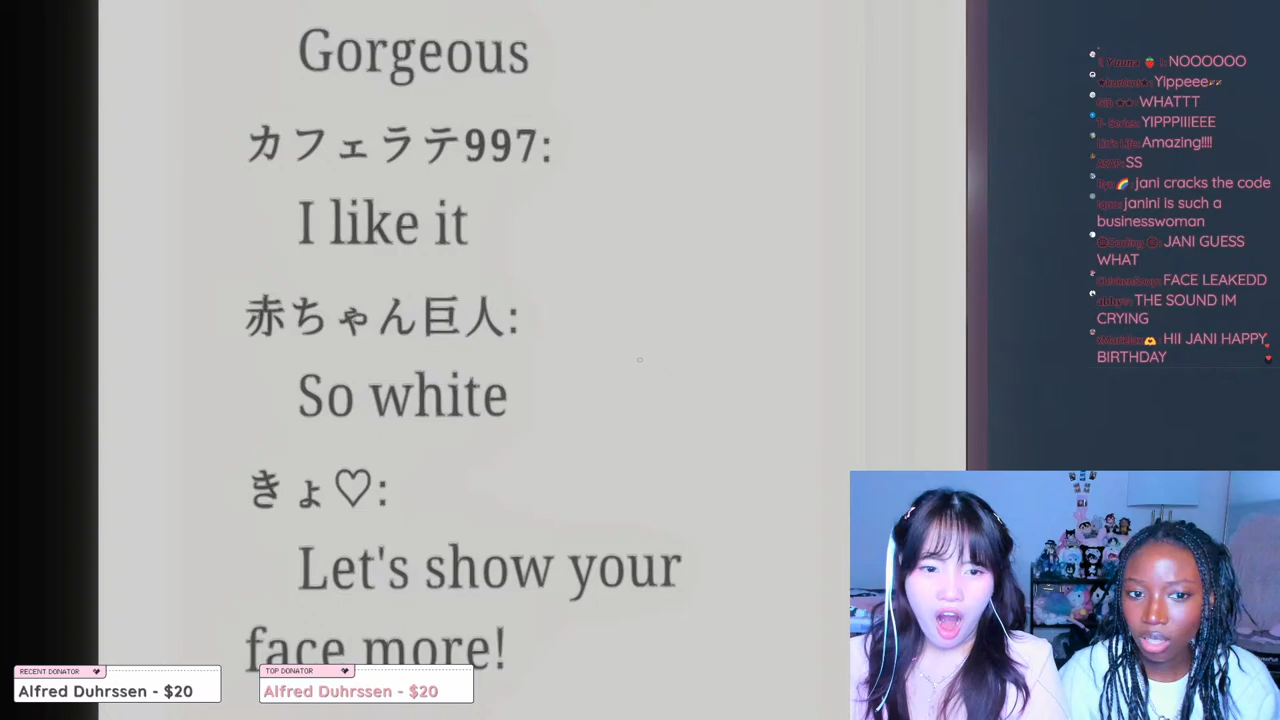 Gorgeous
カフェラテ997:
I like it
赤ちゃん巨人:
So white
きょ♡:
Let's show your
face more!
RECENT DONATOR
Alfred Duhrssen - $20
TOP DONATOR
Alfred Duhrssen - $20
NOOOOOO
Yippeee
WHATTT
YIPPPIIIEEE
Amazing!!!!
SS
jani cracks the code
janini is such a
businesswoman
JANI GUESS
WHAT
FACE LEAKEDD
THE SOUND IM
CRYING
HII JANI HAPPY
BIRTHDAY